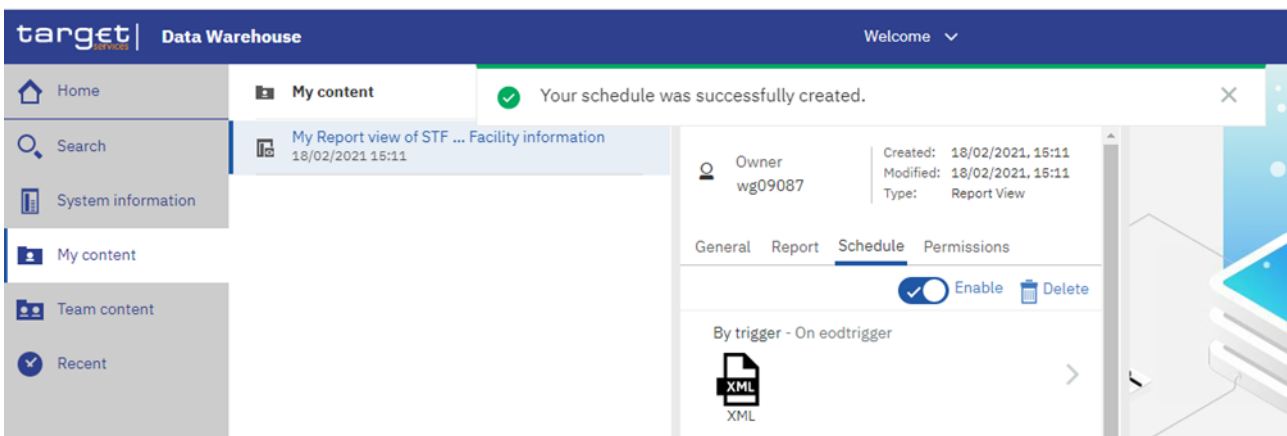 target services | Data Warehouse
Welcome
Home
Search
System information
My content
Team content
Recent
My content
My Report view of STF ... Facility information
18/02/2021 15:11
Your schedule was successfully created.
Owner
wg09087
Created: 18/02/2021, 15:11
Modified: 18/02/2021, 15:11
Type: Report View
General Report Schedule Permissions
Enable Delete
By trigger - On eodtrigger
XML
XML